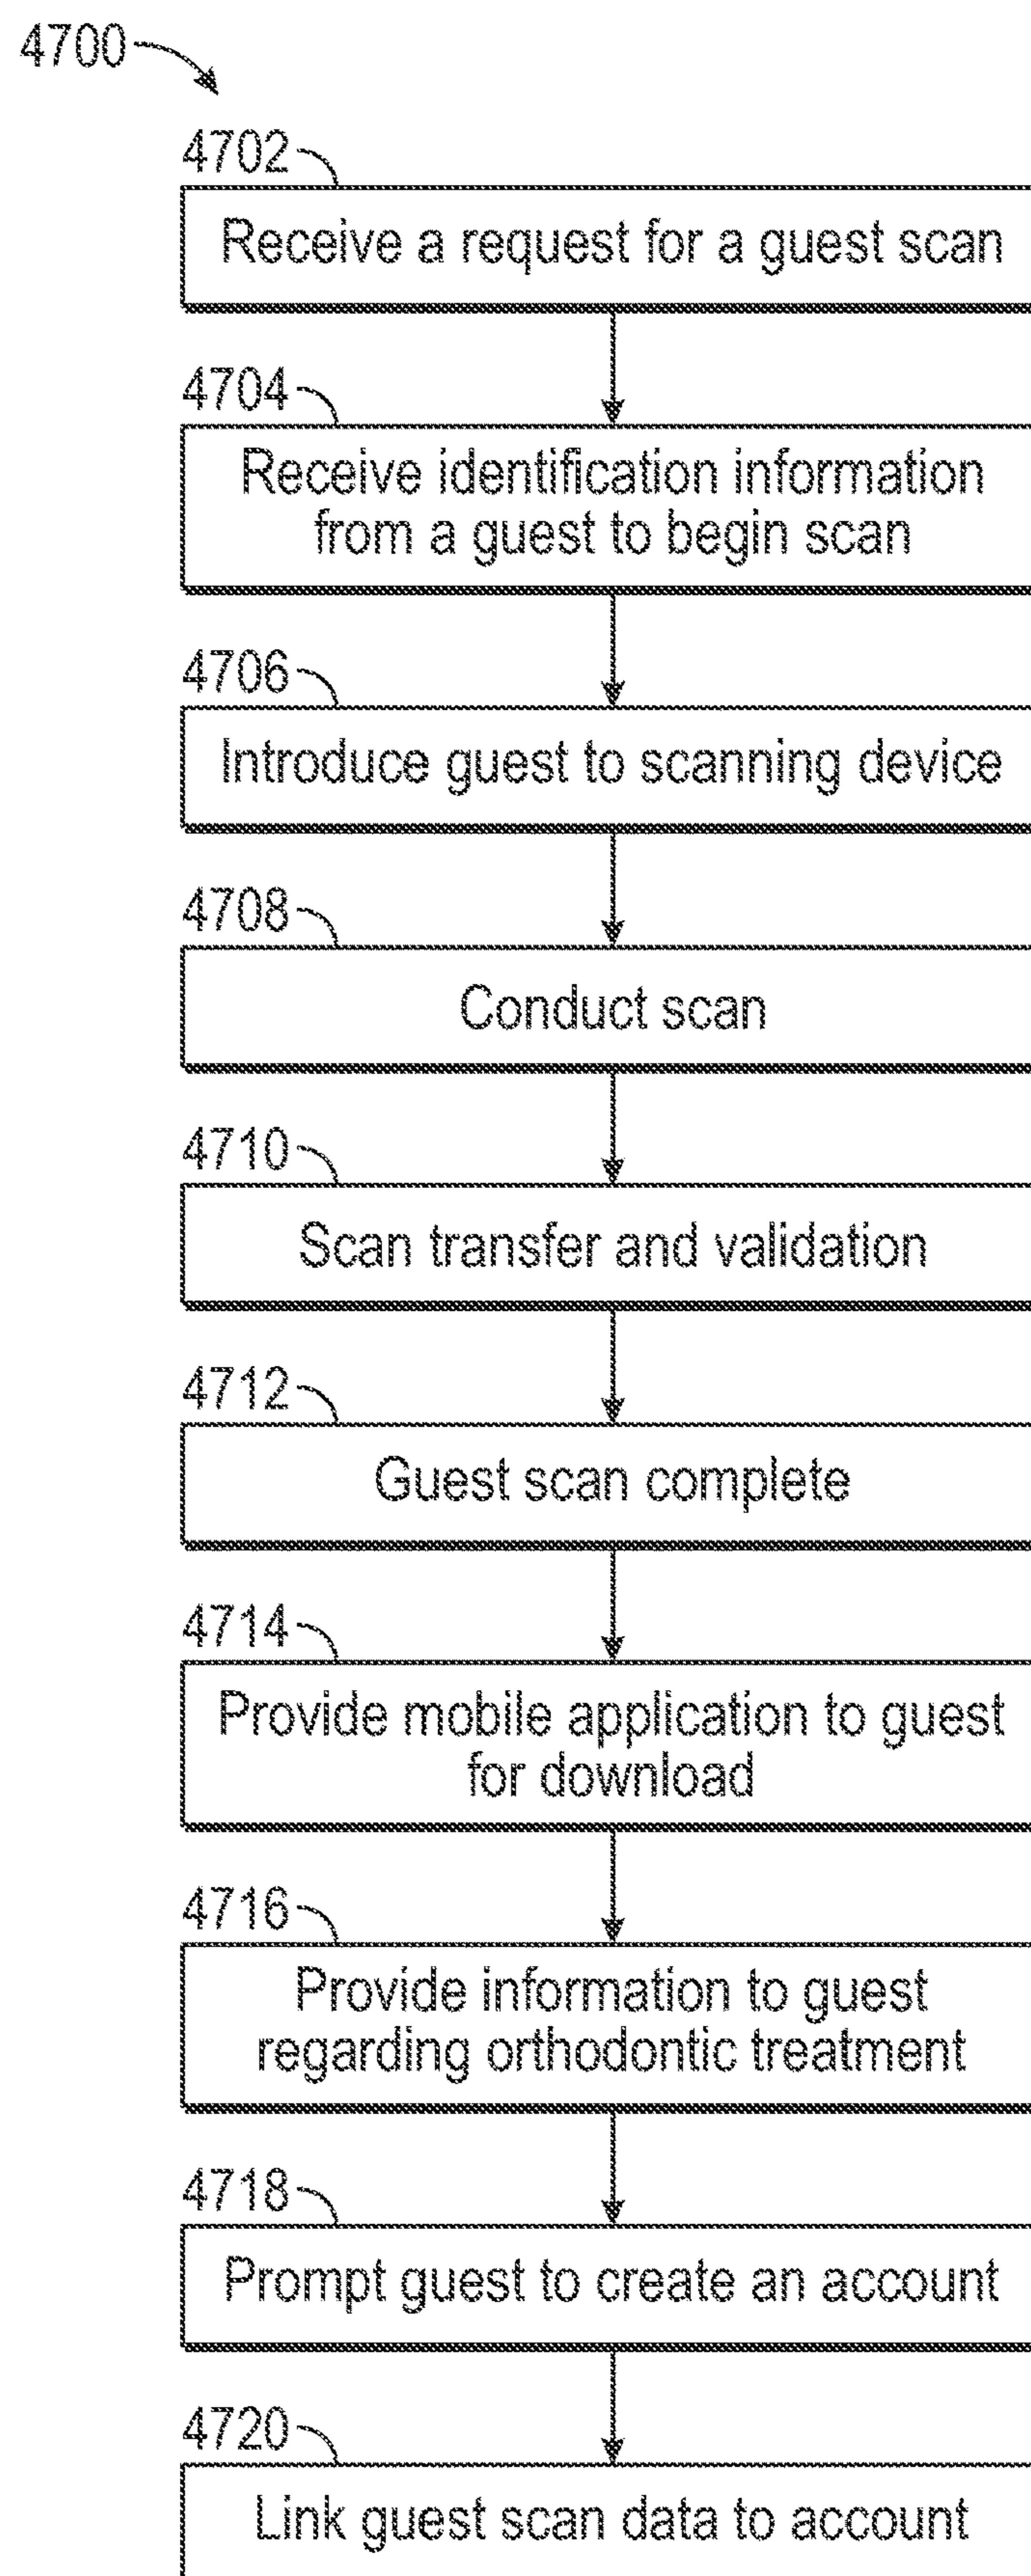 4700
4702
Receive a request for a guest scan
4704
Receive identification information
from a guest to begin scan
4706
Introduce guest to scanning device
4708
Conduct scan
4710
Scan transfer and validation
4712
Guest scan complete
4714
Provide mobile application to guest
for download
4716
Provide information to guest
regarding orthodontic treatment
4718
Prompt guest to create an account
4720
Link guest scan data to account